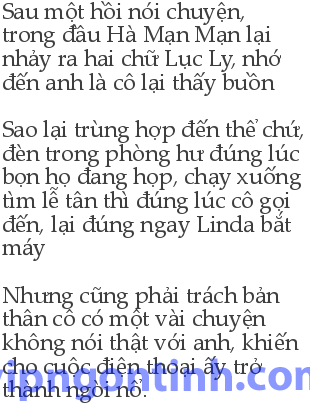 Sau một hồi nói chuyện,
trong đầu Hà Mạn Mạn lại
nhảy ra hai chữ Lục Ly, nhớ
đến anh là cô lại thấy buồn
Sao lại trùng hợp đến thế chứ,
đèn trong phòng hư đúng lúc
bọn họ đang họp, chạy xuống
tìm lễ tân thì đúng lúc cô gọi
đến, lại đúng ngay Linda bắt
máy
Nhưng cũng phải trách bản
thân cô có một vài chuyện
không nói thật với anh, khiến
cho cuộc điện thoại ấy trở
thành ngòi nổ.
vipngontinh.com